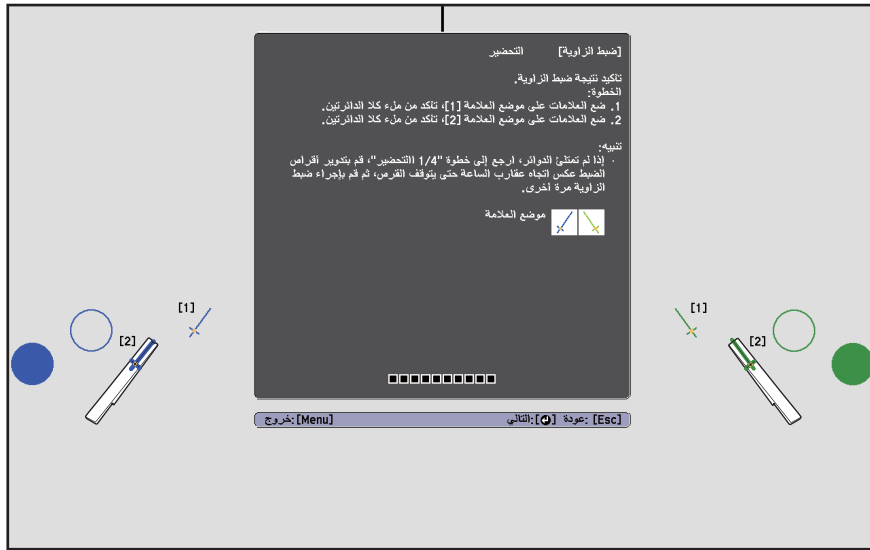 [ضبط الزاوية] التحضير
تأكيد نتيجة ضبط الزاوية.
الخطوة:
1. ضع العلامات على موضع العلامة [1]، تأكد من ملء كلا الدائرتين.
2. ضع العلامات على موضع العلامة [2]، تأكد من ملء كلا الدائرتين.
تنبيه:
· إذا لم تمتلئ الدوائر، ارجع إلى خطوة "1/4 االتحضير"، قم بتدوير أقراص
الضبط عكس اتجاه عقارب الساعة حتى يتوقف القرص، ثم قم بإجراء ضبط
الزاوية مرة أخرى.
موضع العلامة
[1]
[1]
[2]
[2]
[Esc] :عودة [⏎]:التالي [Menu]:خروج